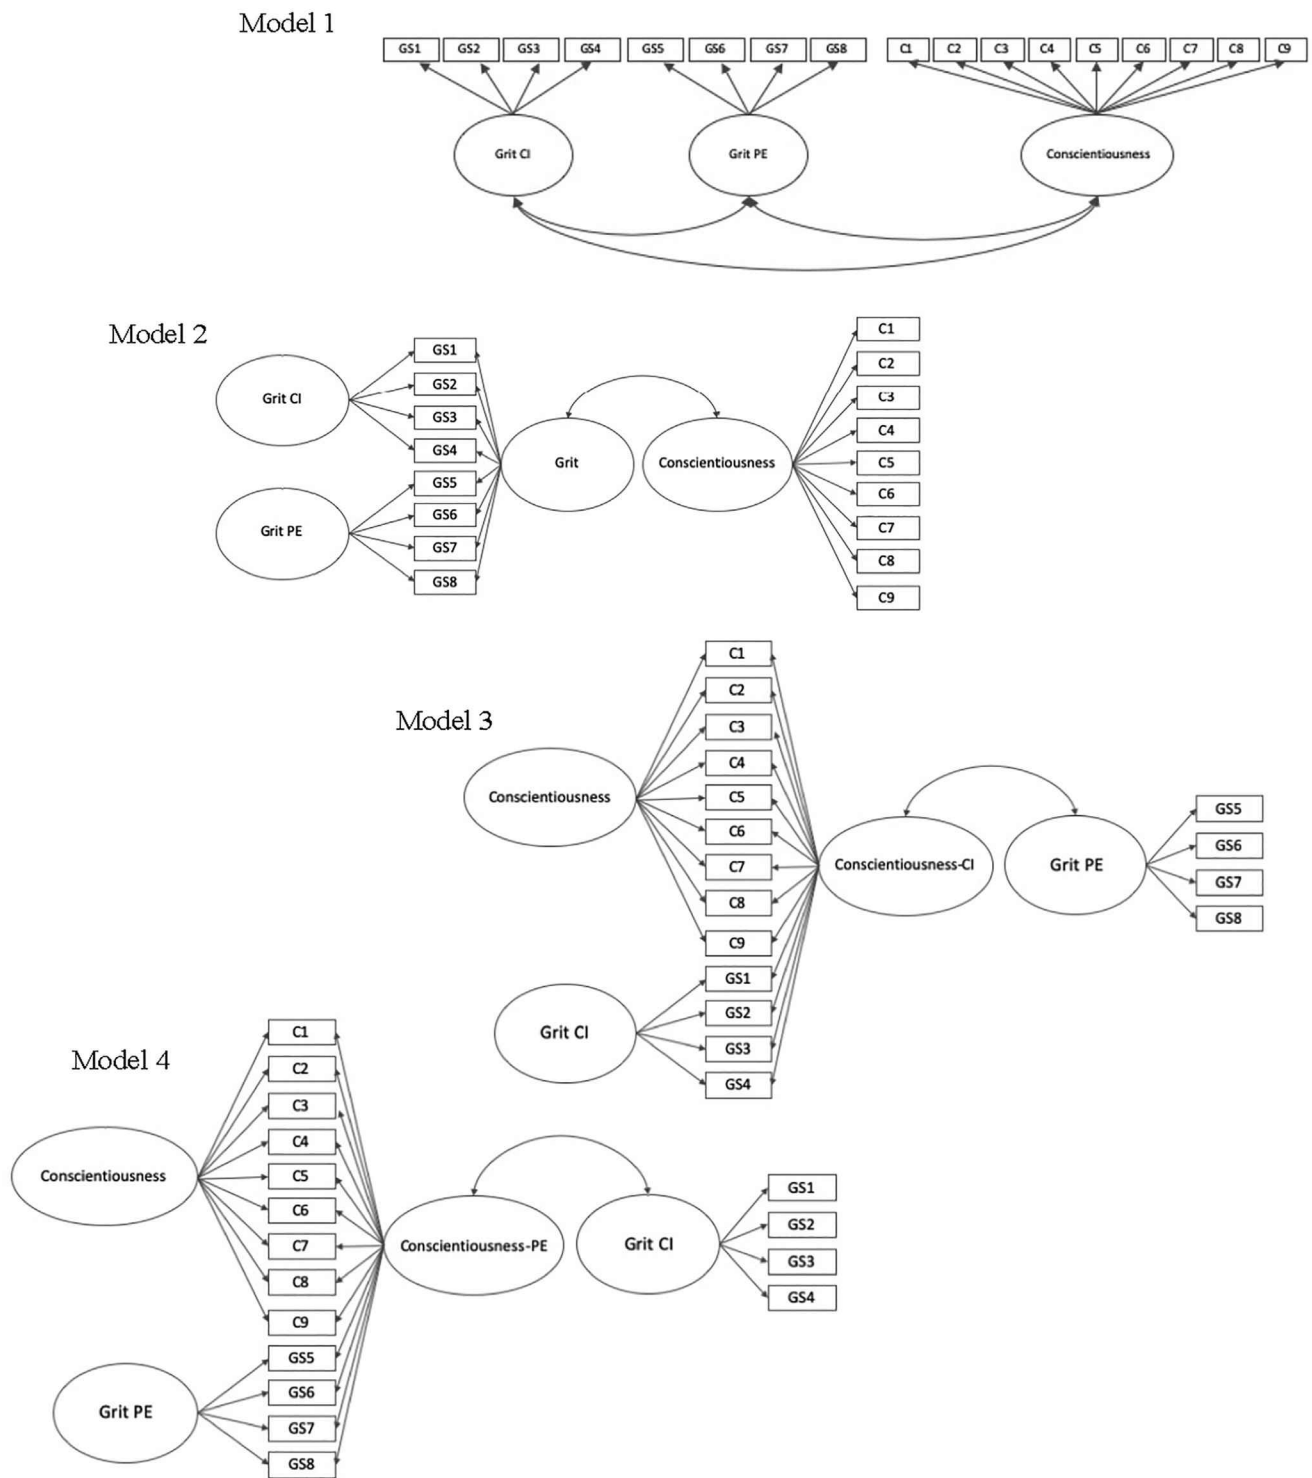 Model 1
GS1 GS2 GS3 GS4 GS5 GS6 GS7 GS8 C1 C2 C3 C4 C5 C6 C7 C8 C9
Grit CI Grit PE Conscientiousness
Model 2
Grit CI
Grit PE
GS1
GS2
GS3
GS4
GS5
GS6
GS7
GS8
Grit
Conscientiousness
C1
C2
C3
C4
C5
C6
C7
C8
C9
Model 3
Conscientiousness
Grit CI
C1
C2
C3
C4
C5
C6
C7
C8
C9
GS1
GS2
GS3
GS4
Conscientiousness-CI
Grit PE
GS5
GS6
GS7
GS8
Model 4
Conscientiousness
Grit PE
C1
C2
C3
C4
C5
C6
C7
C8
C9
GS5
GS6
GS7
GS8
Conscientiousness-PE
Grit CI
GS1
GS2
GS3
GS4